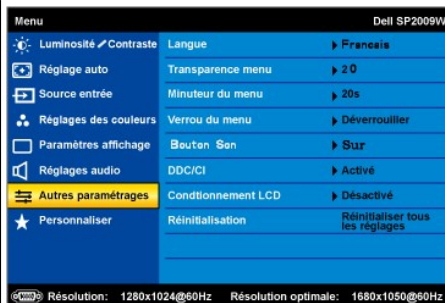 Menu Dell SP2009W
Luminosité / Contraste Langue Francais
Réglage auto Transparence menu 20
Source entrée Minuteur du menu 20s
Réglages des couleurs Verrou du menu Déverrouiller
Paramètres affichage Bouton Son Sur
Réglages audio DDC/CI Activé
Autres paramétrages Condtionnement LCD Désactivé
Personnaliser Réinitialisation Réinitialiser tous
les réglages
Résolution: 1280x1024@60Hz Résolution optimale: 1680x1050@60Hz